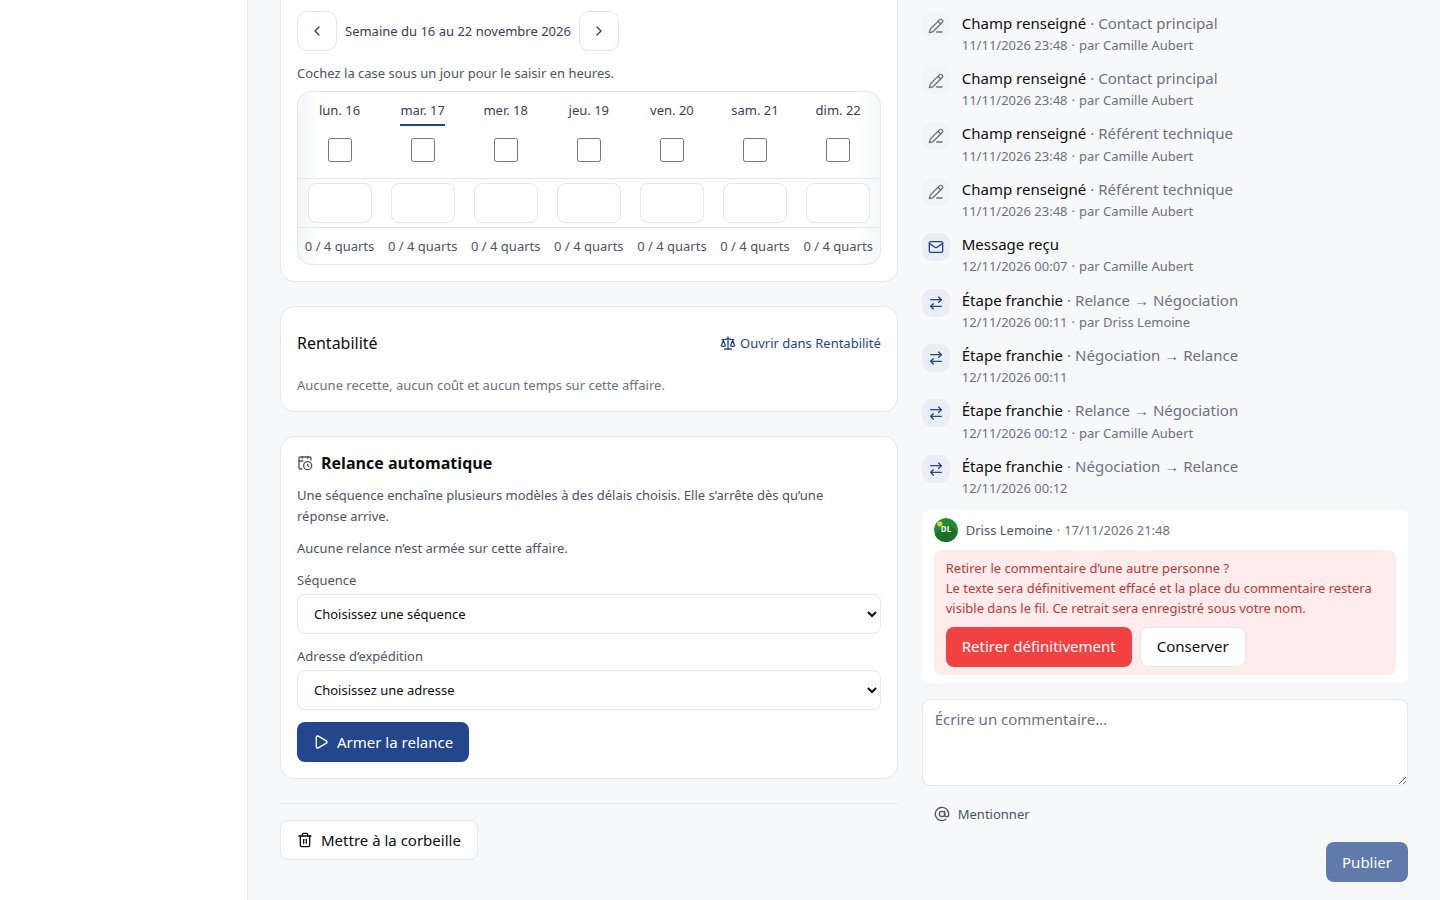 Semaine du 16 au 22 novembre 2026
Cochez la case sous un jour pour le saisir en heures.
lun. 16 mar. 17 mer. 18 jeu. 19 ven. 20 sam. 21 dim. 22
0 / 4 quarts 0 / 4 quarts 0 / 4 quarts 0 / 4 quarts 0 / 4 quarts 0 / 4 quarts 0 / 4 quarts
Rentabilité
Ouvrir dans Rentabilité
Aucune recette, aucun coût et aucun temps sur cette affaire.
Relance automatique
Une séquence enchaîne plusieurs modèles à des délais choisis. Elle s’arrête dès qu’une
réponse arrive.
Aucune relance n’est armée sur cette affaire.
Séquence
Choisissez une séquence
Adresse d’expédition
Choisissez une adresse
Armer la relance
Mettre à la corbeille
Champ renseigné · Contact principal
11/11/2026 23:48 · par Camille Aubert
Champ renseigné · Contact principal
11/11/2026 23:48 · par Camille Aubert
Champ renseigné · Référent technique
11/11/2026 23:48 · par Camille Aubert
Champ renseigné · Référent technique
11/11/2026 23:48 · par Camille Aubert
Message reçu
12/11/2026 00:07 · par Camille Aubert
Étape franchie · Relance → Négociation
12/11/2026 00:11 · par Driss Lemoine
Étape franchie · Négociation → Relance
12/11/2026 00:11
Étape franchie · Relance → Négociation
12/11/2026 00:12 · par Camille Aubert
Étape franchie · Négociation → Relance
12/11/2026 00:12
DL Driss Lemoine · 17/11/2026 21:48
Retirer le commentaire d’une autre personne ?
Le texte sera définitivement effacé et la place du commentaire restera
visible dans le fil. Ce retrait sera enregistré sous votre nom.
Retirer définitivement Conserver
Écrire un commentaire…
Mentionner
Publier